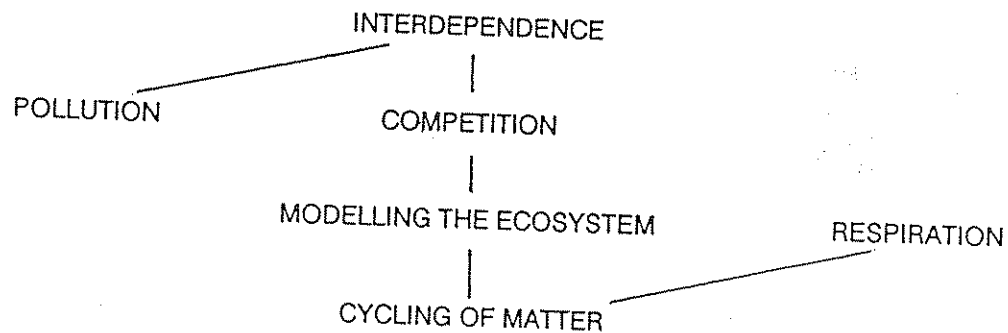 INTERDEPENDENCE
POLLUTION
COMPETITION
MODELLING THE ECOSYSTEM
RESPIRATION
CYCLING OF MATTER